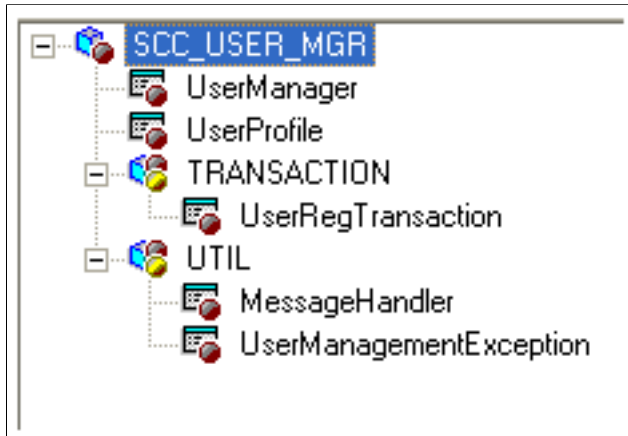 SCC_USER_MGR
UserManager
UserProfile
TRANSACTION
UserRegTransaction
UTIL
MessageHandler
UserManagementException